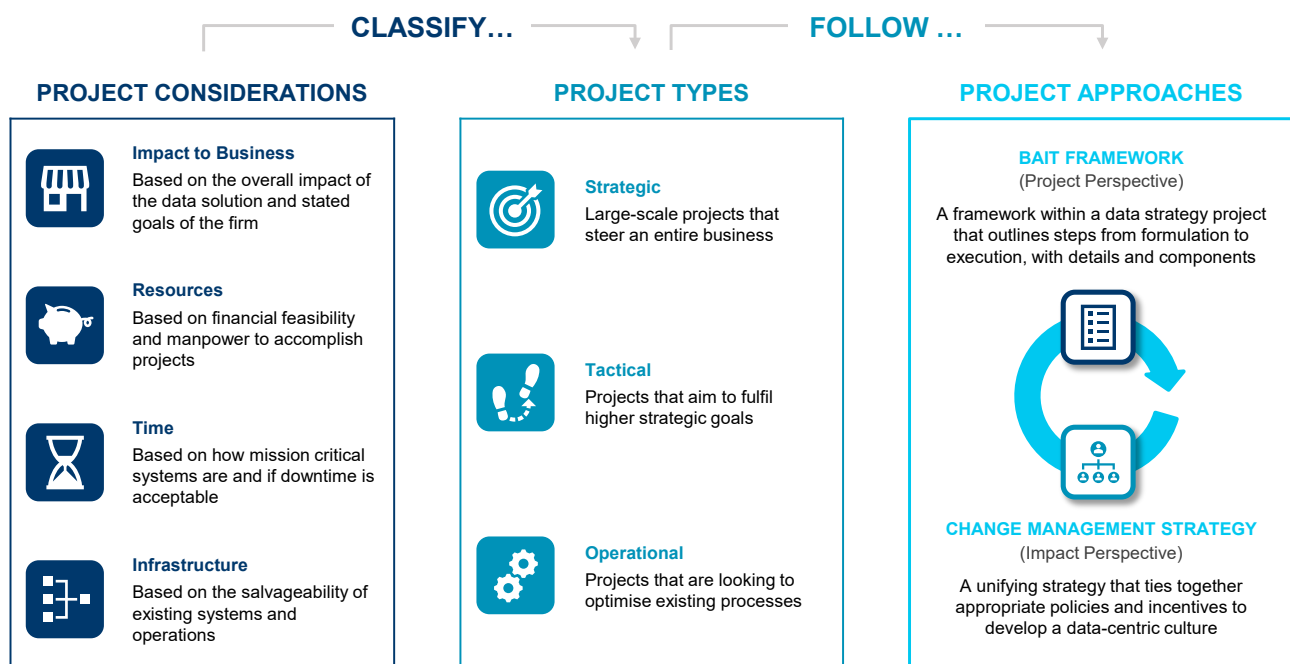 CLASSIFY…
FOLLOW …
PROJECT CONSIDERATIONS
Impact to Business
Based on the overall impact of
the data solution and stated
goals of the firm
Resources
Based on financial feasibility
and manpower to accomplish
projects
Time
Based on how mission critical
systems are and if downtime is
acceptable
Infrastructure
Based on the salvageability of
existing systems and
operations
PROJECT TYPES
Strategic
Large-scale projects that
steer an entire business
Tactical
Projects that aim to fulfil
higher strategic goals
Operational
Projects that are looking to
optimise existing processes
PROJECT APPROACHES
BAIT FRAMEWORK
(Project Perspective)
A framework within a data strategy project
that outlines steps from formulation to
execution, with details and components
CHANGE MANAGEMENT STRATEGY
(Impact Perspective)
A unifying strategy that ties together
appropriate policies and incentives to
develop a data-centric culture